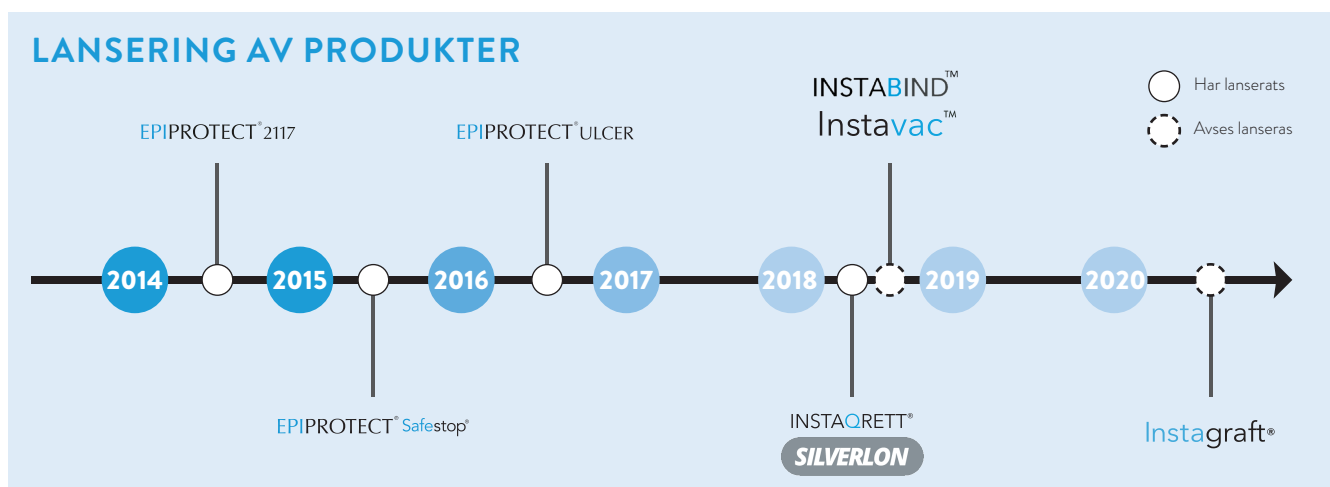 LANSERING AV PRODUKTER
INSTABIND™
Instavac™
Har lanserats
Avses lanseras
EPIPROTECT® 2117
EPIPROTECT® ULCER
2014
2015
2016
2017
2018
2019
2020
EPIPROTECT® Safestop®
INSTAQRETT®
SILVERLON
Instagraft®